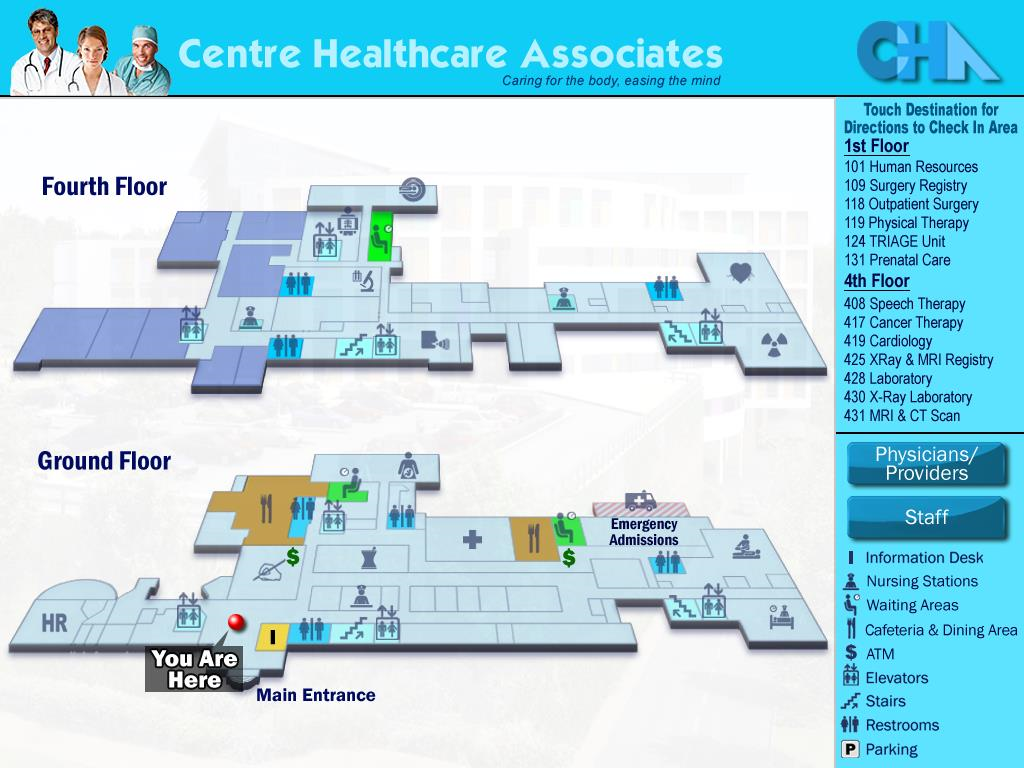 Centre Healthcare Associates
Caring for the body, easing the mind
CHA
Touch Destination for
Directions to Check In Area
1st Floor
101 Human Resources
109 Surgery Registry
118 Outpatient Surgery
119 Physical Therapy
124 TRIAGE Unit
131 Prenatal Care
4th Floor
408 Speech Therapy
417 Cancer Therapy
419 Cardiology
425 XRay & MRI Registry
428 Laboratory
430 X-Ray Laboratory
431 MRI & CT Scan
Physicians/
Providers
Staff
I Information Desk
Nursing Stations
Waiting Areas
Cafeteria & Dining Area
$ ATM
Elevators
Stairs
Restrooms
P Parking
Fourth Floor
Ground Floor
Emergency
Admissions
$
$
HR
I
You Are
Here
Main Entrance